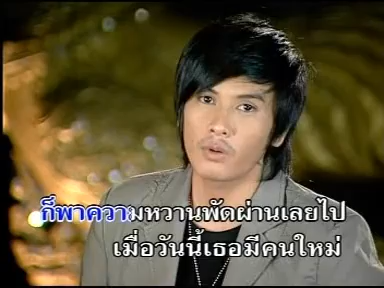 ก็พาความหวานพัดผ่านเลยไป
เมื่อวันนี้เธอมีคนใหม่